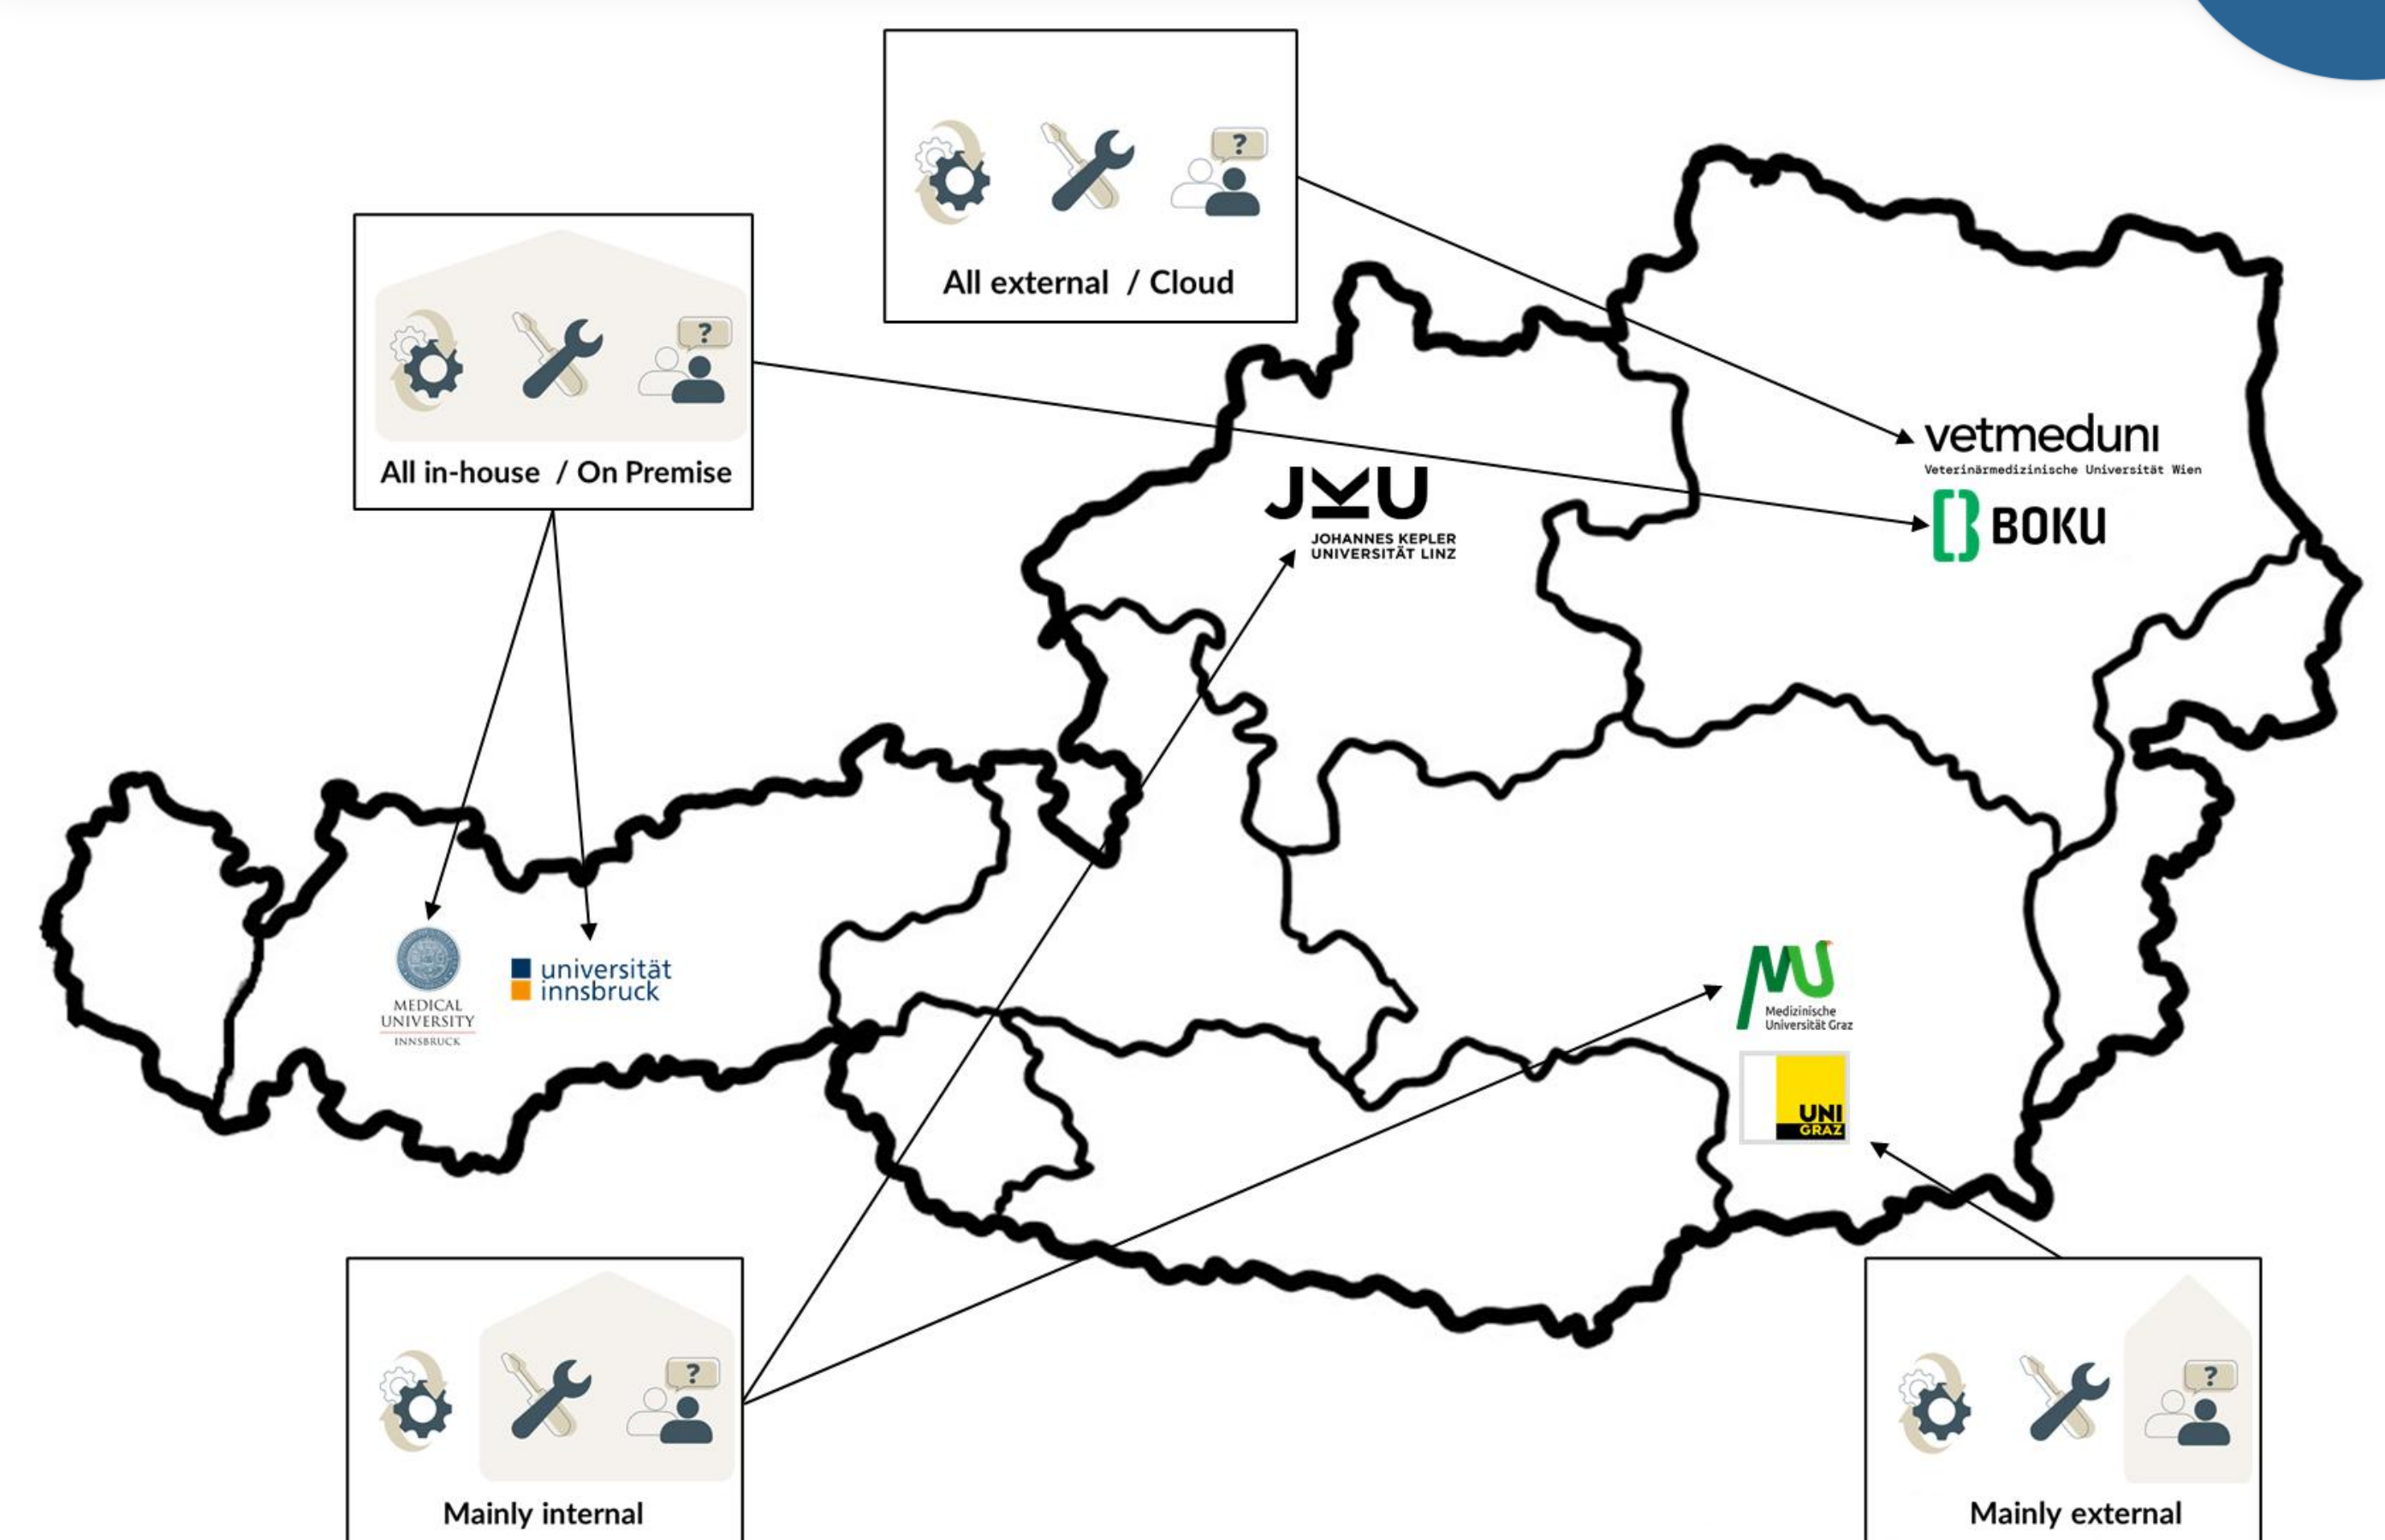 ?
All external / Cloud
?
All in-house / On Premise
vetmeduni
Veterinärmedizinische Universität Wien
BOKU
JKU
JOHANNES KEPLER
UNIVERSITÄT LINZ
MEDICAL
UNIVERSITY
INNSBRUCK
universität
innsbruck
MU
Medizinische
Universität Graz
UNI
GRAZ
?
Mainly internal
?
Mainly external